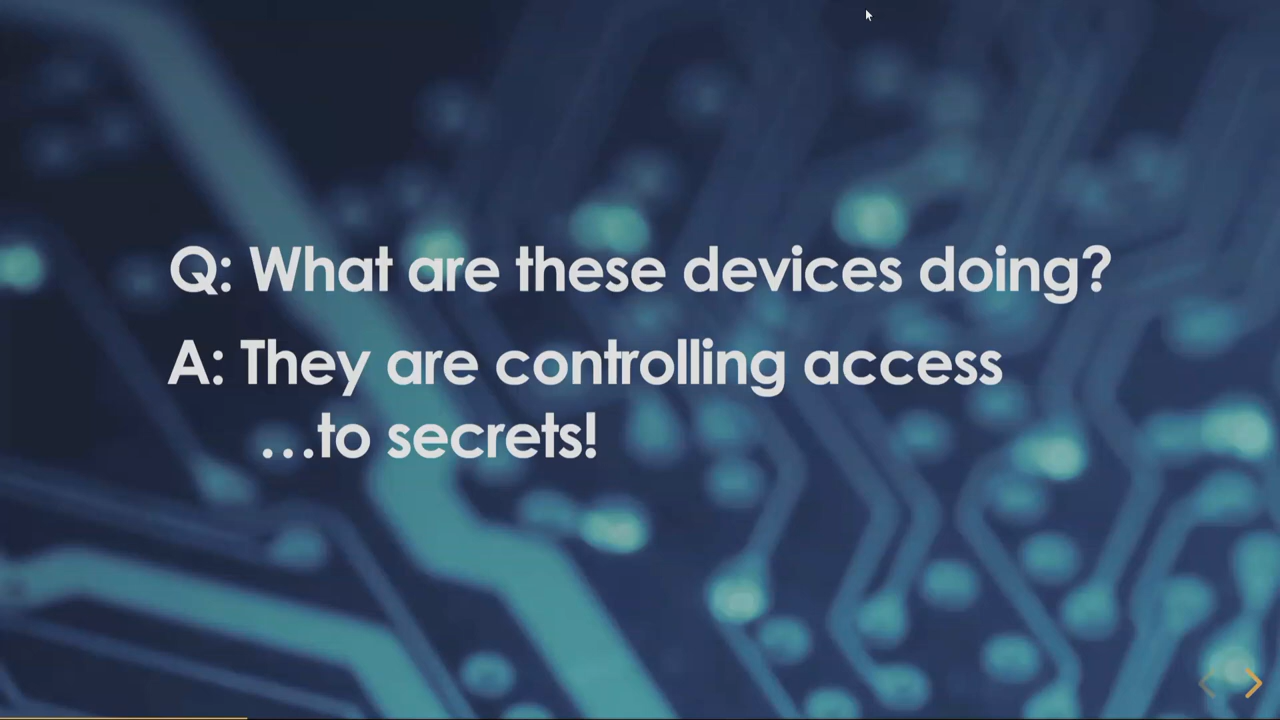 Q: What are these devices doing?
A: They are controlling access
…to secrets!